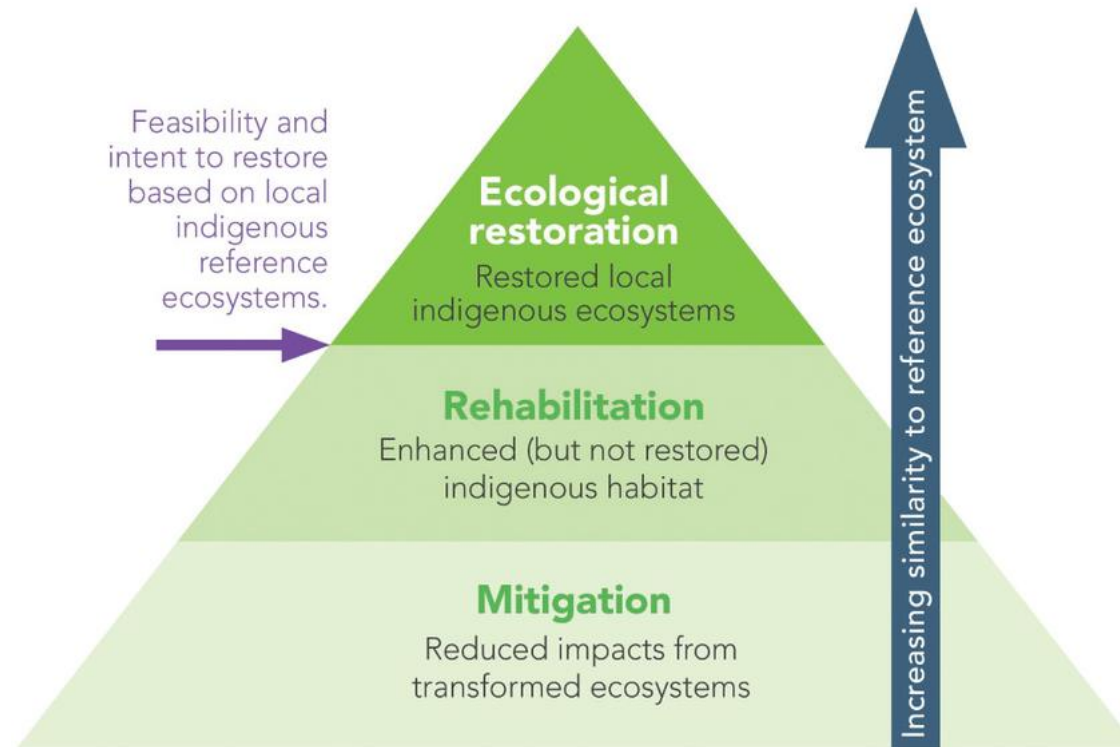 Feasibility and
intent to restore
based on local
indigenous
reference
ecosystems.
Ecological
restoration
Restored local
indigenous ecosystems
Rehabilitation
Enhanced (but not restored)
indigenous habitat
Mitigation
Reduced impacts from
transformed ecosystems
Increasing similarity to reference ecosystem